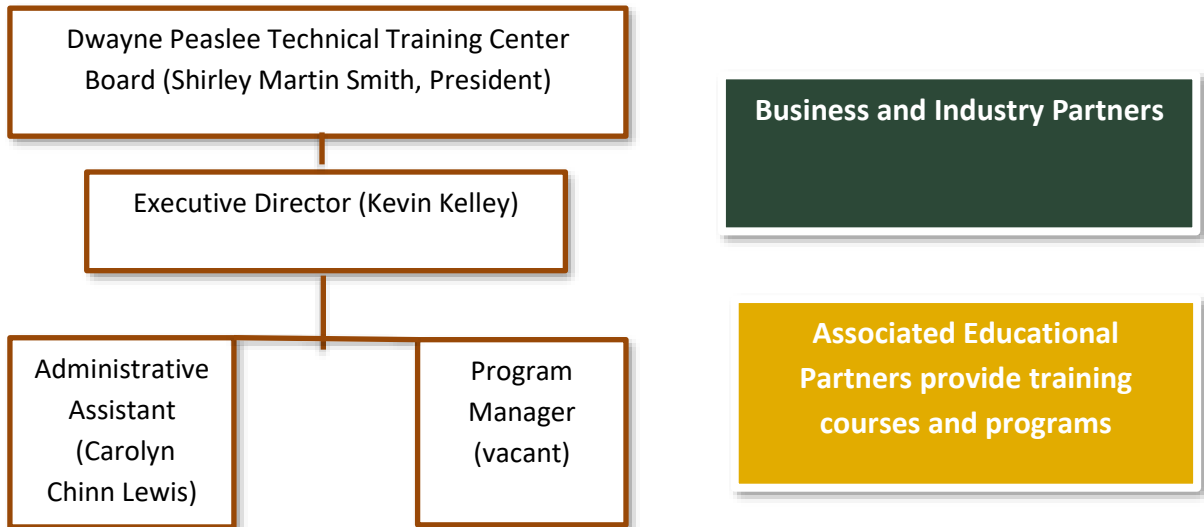 Dwayne Peaslee Technical Training Center
Board (Shirley Martin Smith, President)
Business and Industry Partners
Executive Director (Kevin Kelley)
Associated Educational
Partners provide training
courses and programs
Administrative
Assistant
(Carolyn
Chinn Lewis)
Program
Manager
(vacant)